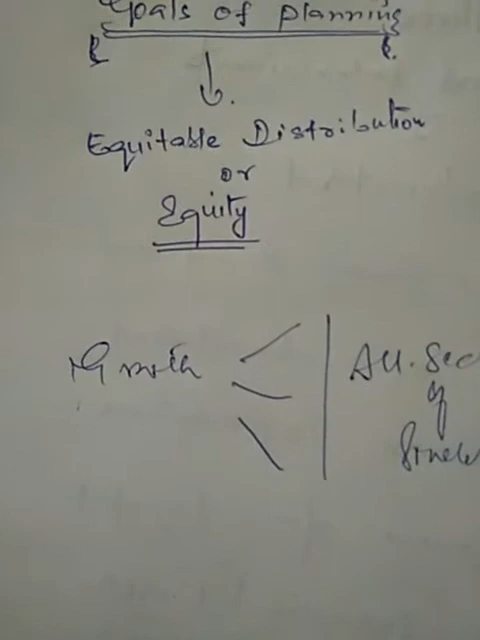 Goals of planning
Equitable Distribution
or
Equity
Growth
All. Sec
of